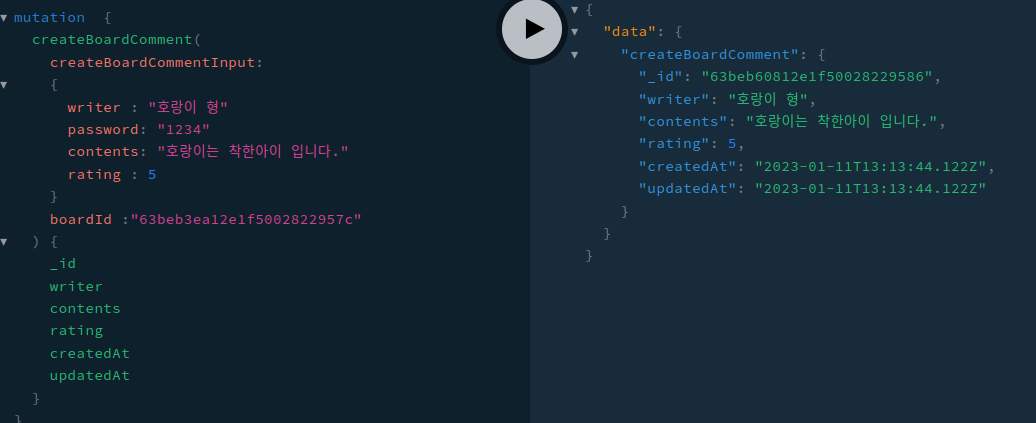 mutation {
createBoardComment(
createBoardCommentInput:
{
writer : "호랑이 형"
password: "1234"
contents: "호랑이는 착한아이 입니다."
rating : 5
}
boardId :"63beb3ea12e1f5002822957c"
) {
_id
writer
contents
rating
createdAt
updatedAt
}
}
{
"data": {
"createBoardComment": {
"_id": "63beb60812e1f50028229586",
"writer": "호랑이 형",
"contents": "호랑이는 착한아이 입니다.",
"rating": 5,
"createdAt": "2023-01-11T13:13:44.122Z",
"updatedAt": "2023-01-11T13:13:44.122Z"
}
}
}